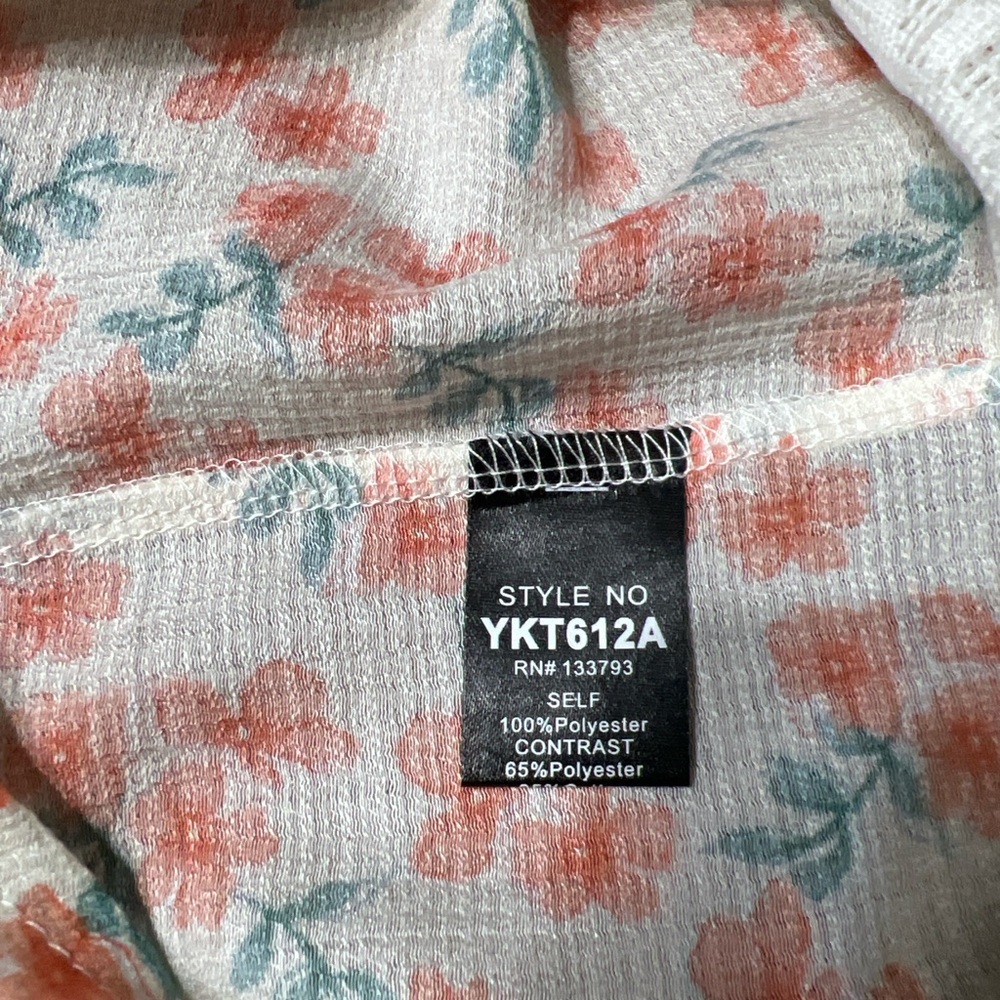 STYLE NO
YKT612A
RN# 133793
SELF
100%Polyester
CONTRAST
65%Polyester